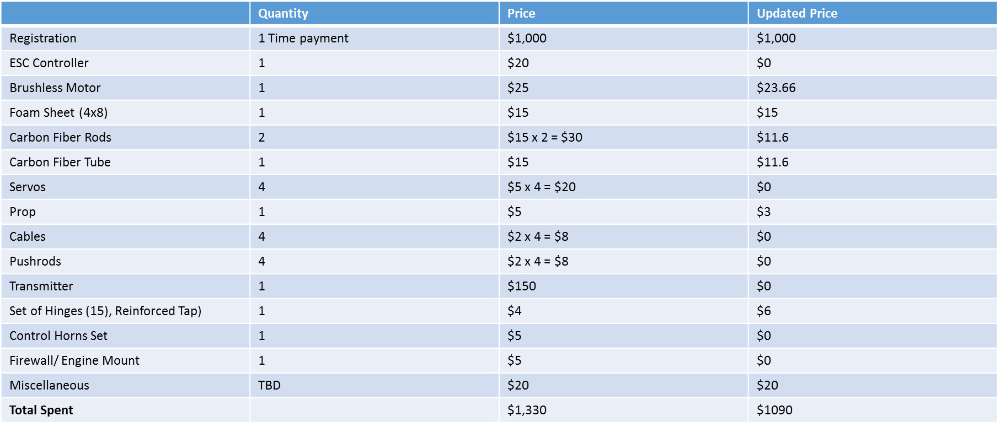 Quantity Price Updated Price
Registration 1 Time payment $1,000 $1,000
ESC Controller 1 $20 $0
Brushless Motor 1 $25 $23.66
Foam Sheet (4x8) 1 $15 $15
Carbon Fiber Rods 2 $15 x 2 = $30 $11.6
Carbon Fiber Tube 1 $15 $11.6
Servos 4 $5 x 4 = $20 $0
Prop 1 $5 $3
Cables 4 $2 x 4 = $8 $0
Pushrods 4 $2 x 4 = $8 $0
Transmitter 1 $150 $0
Set of Hinges (15), Reinforced Tap) 1 $4 $6
Control Horns Set 1 $5 $0
Firewall/ Engine Mount 1 $5 $0
Miscellaneous TBD $20 $20
Total Spent $1,330 $1090